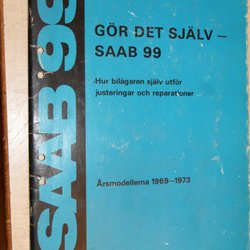 SAAB 99
GÖR DET SJÄLV –
SAAB 99
Hur bilägaren själv utför
justeringar och reparationer
Årsmodellerna 1969–1973